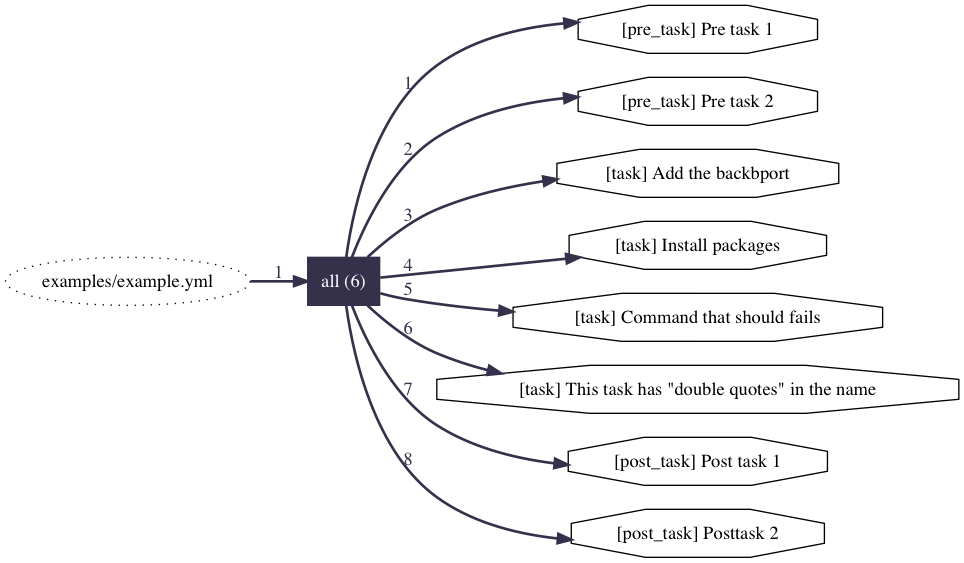 examples/example.yml
1
all (6)
1
[pre_task] Pre task 1
2
[pre_task] Pre task 2
3
[task] Add the backbport
4
[task] Install packages
5
[task] Command that should fails
6
[task] This task has "double quotes" in the name
7
[post_task] Post task 1
8
[post_task] Posttask 2